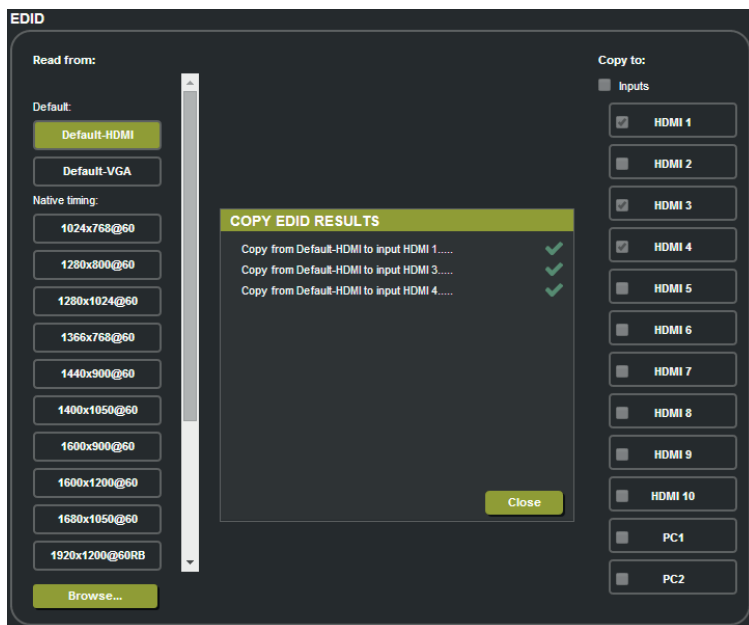 EDID
Read from:
Default:
Default-HDMI
Default-VGA
Native timing:
1024x768@60
1280x800@60
1280x1024@60
1366x768@60
1440x900@60
1400x1050@60
1600x900@60
1600x1200@60
1680x1050@60
1920x1200@60RB
Browse...
COPY EDID RESULTS
Copy from Default-HDMI to input HDMI 1.....
Copy from Default-HDMI to input HDMI 3.....
Copy from Default-HDMI to input HDMI 4.....
Close
Copy to:
Inputs
HDMI 1
HDMI 2
HDMI 3
HDMI 4
HDMI 5
HDMI 6
HDMI 7
HDMI 8
HDMI 9
HDMI 10
PC1
PC2